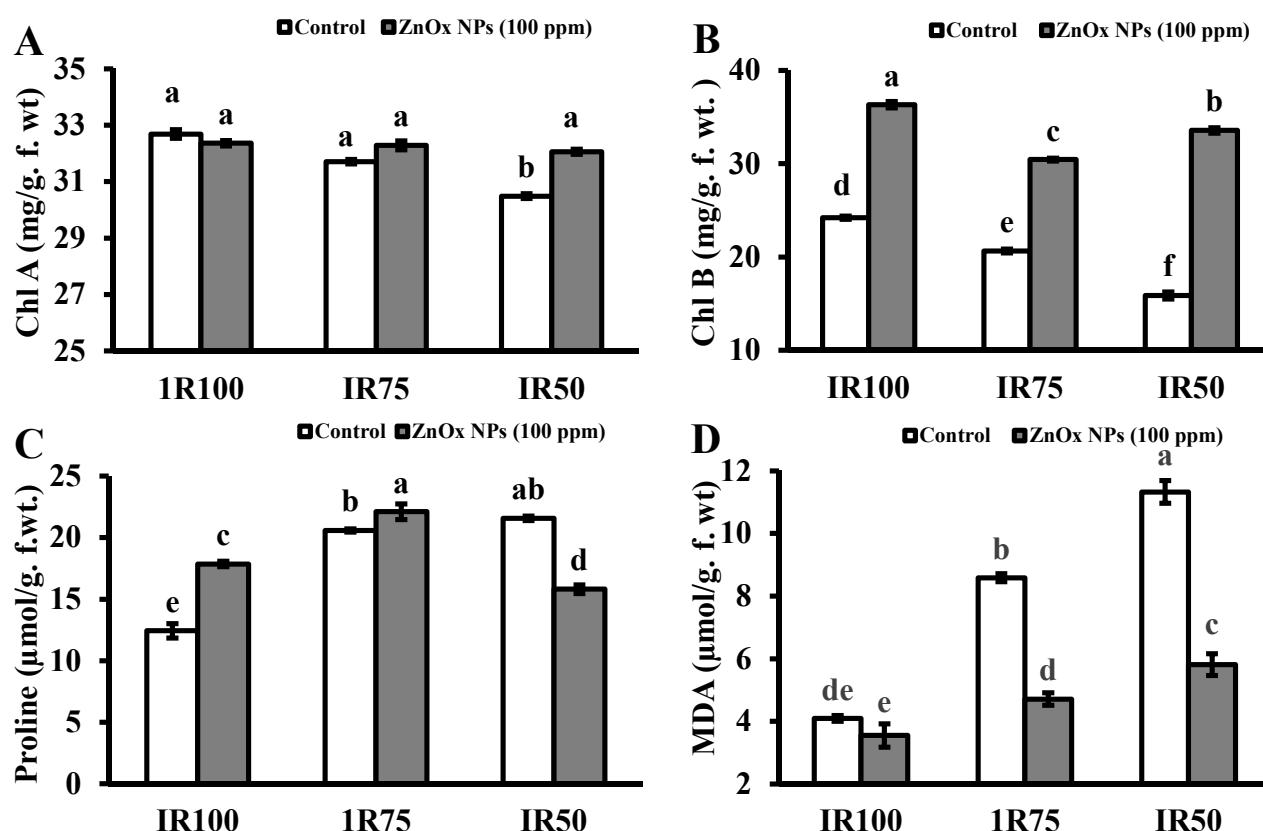 A
Control ZnOx NPs (100 ppm)
Chl A (mg/g. f. wt)
35
33
31
29
27
25
a
a
a
a
b
a
1R100 IR75 IR50
B
Control ZnOx NPs (100 ppm)
Chl B (mg/g. f. wt. )
40
30
20
10
d
a
e
c
f
b
IR100 IR75 IR50
C
Control ZnOx NPs (100 ppm)
Proline (µmol/g. f.wt.)
25
20
15
10
5
0
e
c
b
a
ab
d
IR100 1R75 IR50
D
Control ZnOx NPs (100 ppm)
MDA (µmol/g. f. wt)
12
10
8
6
4
2
de
e
b
d
a
c
IR100 1R75 IR50